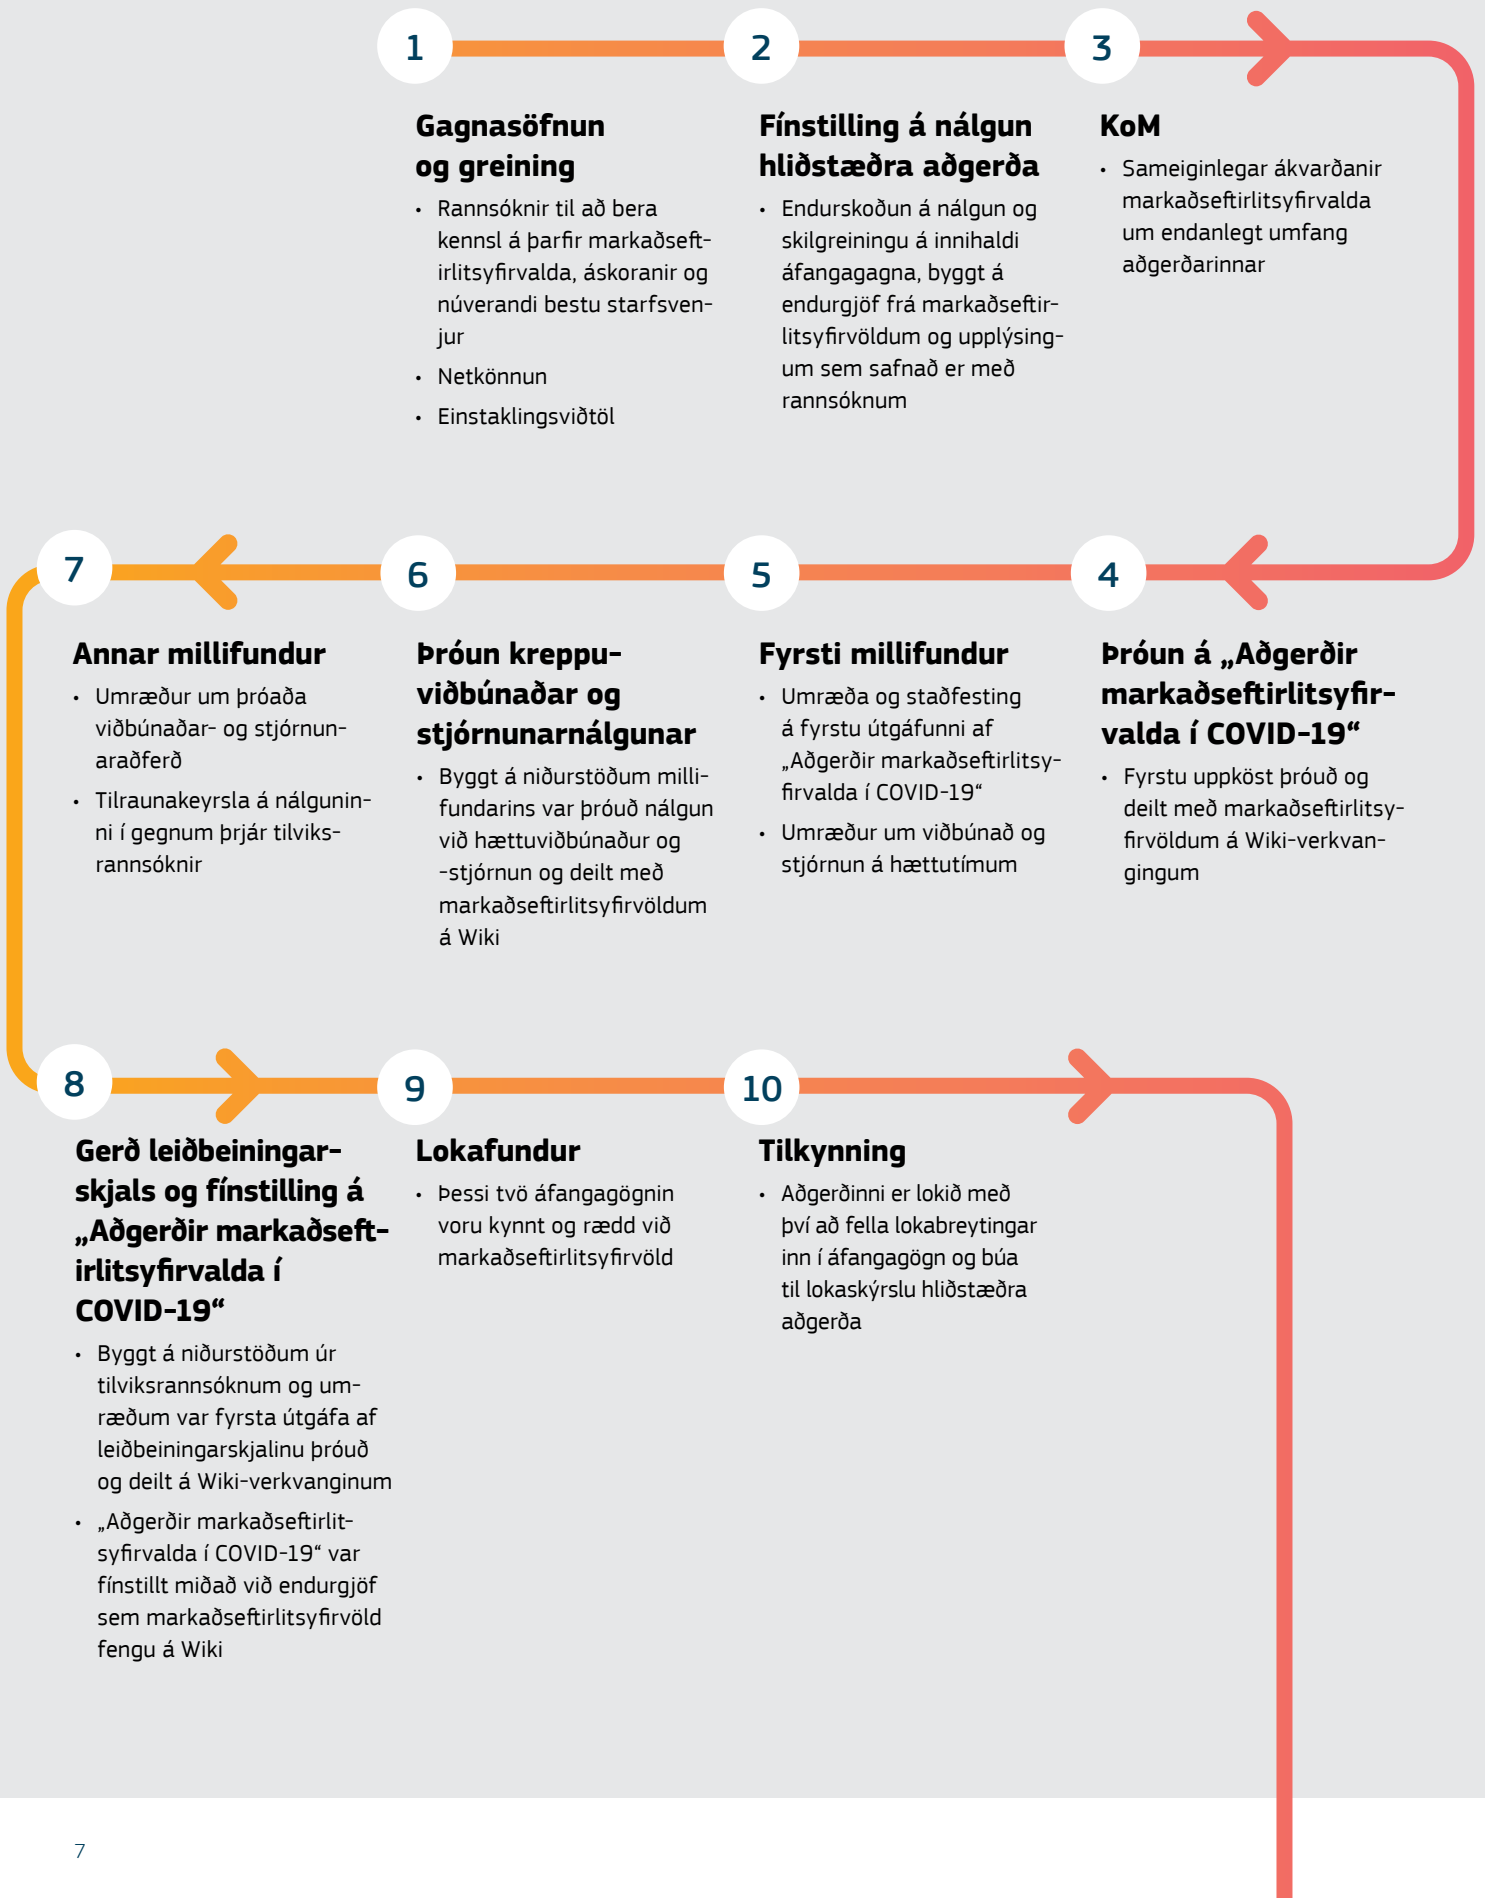 1
Gagnasöfnun
og greining
• Rannsóknir til að bera
kennsl á þarfir markaðseft-
irlitsyfirvalda, áskoranir og
núverandi bestu starfsven-
jur
• Netkönnun
• Einstaklingsviðtöl
2
Fínstilling á nálgun
hliðstæðra aðgerða
• Endurskoðun á nálgun og
skilgreiningu á innihaldi
áfangagagna, byggt á
endurgjöf frá markaðseftir-
litsyfirvöldum og upplýsing-
um sem safnað er með
rannsóknum
3
KoM
• Sameiginlegar ákvarðanir
markaðseftirlitsyfirvalda
um endanlegt umfang
aðgerðarinnar
4
Þróun á „Aðgerðir
markaðseftirlitsyfir-
valda í COVID-19“
• Fyrstu uppköst þróuð og
deilt með markaðseftirlitsy-
firvöldum á Wiki-verkvan-
gingum
5
Fyrsti millifundur
• Umræða og staðfesting
á fyrstu útgáfunni af
„Aðgerðir markaðseftirlitsy-
firvalda í COVID-19“
• Umræður um viðbúnað og
stjórnun á hættutímum
6
Þróun kreppu-
viðbúnaðar og
stjórnunarnálgunar
• Byggt á niðurstöðum milli-
fundarins var þróuð nálgun
við hættuviðbúnaður og
-stjórnun og deilt með
markaðseftirlitsyfirvöldum
á Wiki
7
Annar millifundur
• Umræður um þróaða
viðbúnaðar- og stjórnun-
araðferð
• Tilraunakeyrsla á nálgunin-
ni í gegnum þrjár tilviks-
rannsóknir
8
Gerð leiðbeiningar-
skjals og fínstilling á
„Aðgerðir markaðseft-
irlitsyfirvalda í
COVID-19“
• Byggt á niðurstöðum úr
tilviksrannsóknum og um-
ræðum var fyrsta útgáfa af
leiðbeiningarskjalinu þróuð
og deilt á Wiki-verkvanginum
• „Aðgerðir markaðseftirlit-
syfirvalda í COVID-19“ var
fínstillt miðað við endurgjöf
sem markaðseftirlitsyfirvöld
fengu á Wiki
9
Lokafundur
• Þessi tvö áfangagögnin
voru kynnt og rædd við
markaðseftirlitsyfirvöld
10
Tilkynning
• Aðgerðinni er lokið með
því að fella lokabreytingar
inn í áfangagögn og búa
til lokaskýrslu hliðstæðra
aðgerða
7